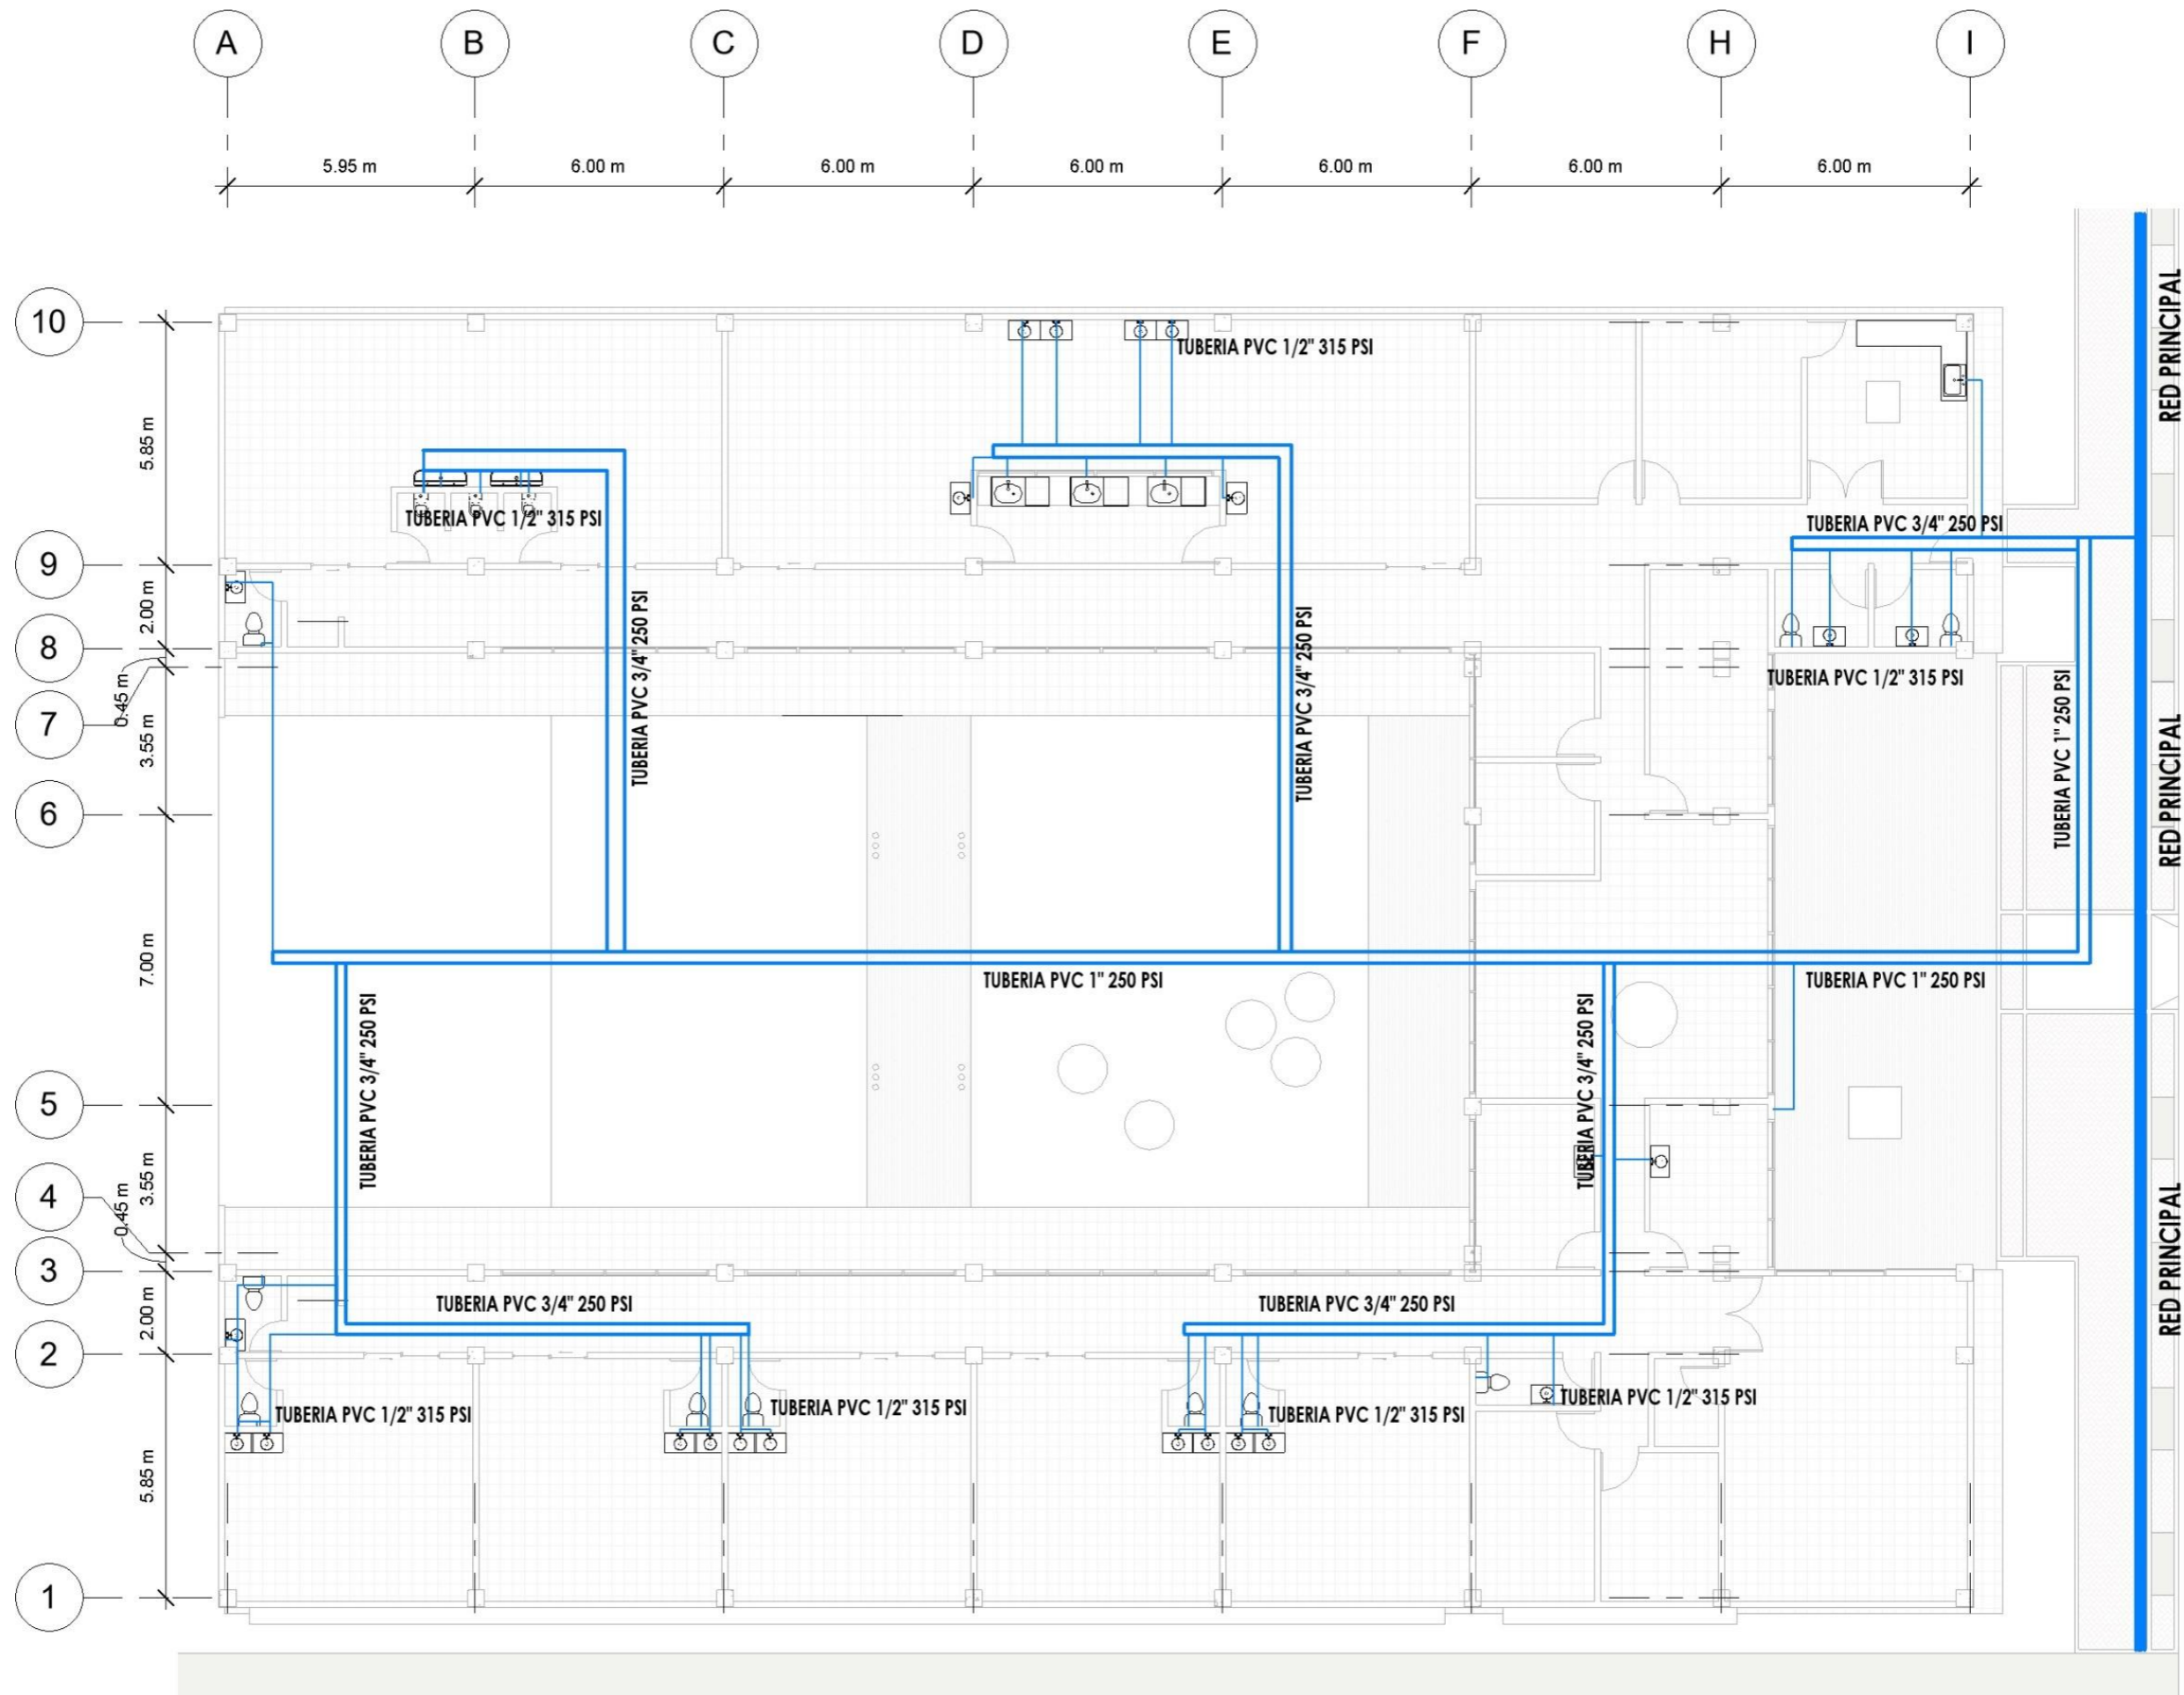 A
B
C
D
E
F
H
I
5.95 m
6.00 m
6.00 m
6.00 m
6.00 m
6.00 m
6.00 m
10
9
8
7
6
5
4
3
2
1
5.85 m
2.00 m
0.45 m
3.55 m
7.00 m
3.55 m
0.45 m
2.00 m
5.85 m
TUBERIA PVC 1/2" 315 PSI
TUBERIA PVC 1/2" 315 PSI
TUBERIA PVC 3/4" 250 PSI
TUBERIA PVC 3/4" 250 PSI
TUBERIA PVC 3/4" 250 PSI
TUBERIA PVC 1/2" 315 PSI
TUBERIA PVC 1" 250 PSI
TUBERIA PVC 1" 250 PSI
TUBERIA PVC 1" 250 PSI
TUBERIA PVC 3/4" 250 PSI
TUBERIA PVC 3/4" 250 PSI
TUBERIA PVC 3/4" 250 PSI
TUBERIA PVC 3/4" 250 PSI
TUBERIA PVC 1/2" 315 PSI
TUBERIA PVC 1/2" 315 PSI
TUBERIA PVC 1/2" 315 PSI
TUBERIA PVC 1/2" 315 PSI
RED PRINCIPAL
RED PRINCIPAL
RED PRINCIPAL